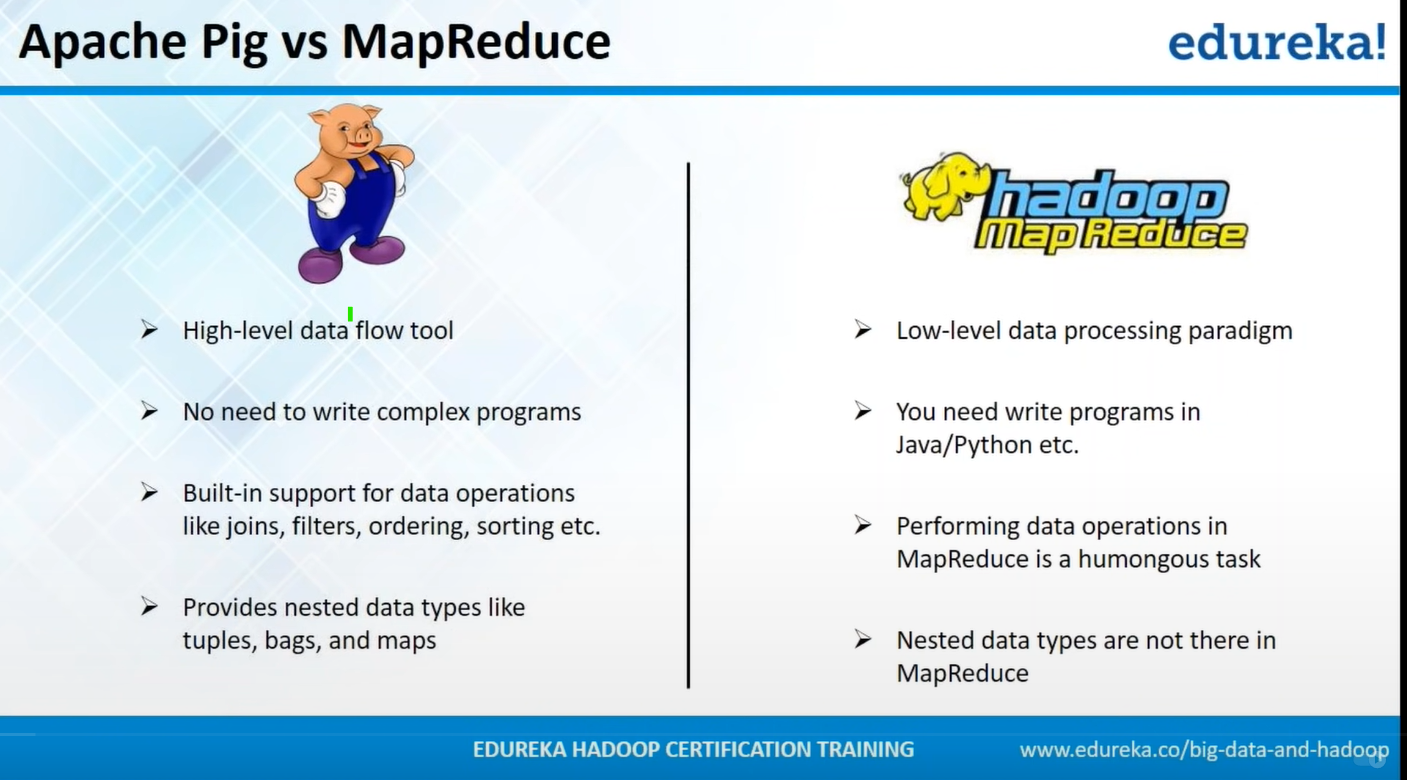 Apache Pig vs MapReduce
edureka!
hadoop
MapReduce
High-level data flow tool
No need to write complex programs
Built-in support for data operations
like joins, filters, ordering, sorting etc.
Provides nested data types like
tuples, bags, and maps
Low-level data processing paradigm
You need write programs in
Java/Python etc.
Performing data operations in
MapReduce is a humongous task
Nested data types are not there in
MapReduce
EDUREKA HADOOP CERTIFICATION TRAINING
www.edureka.co/big-data-and-hadoop